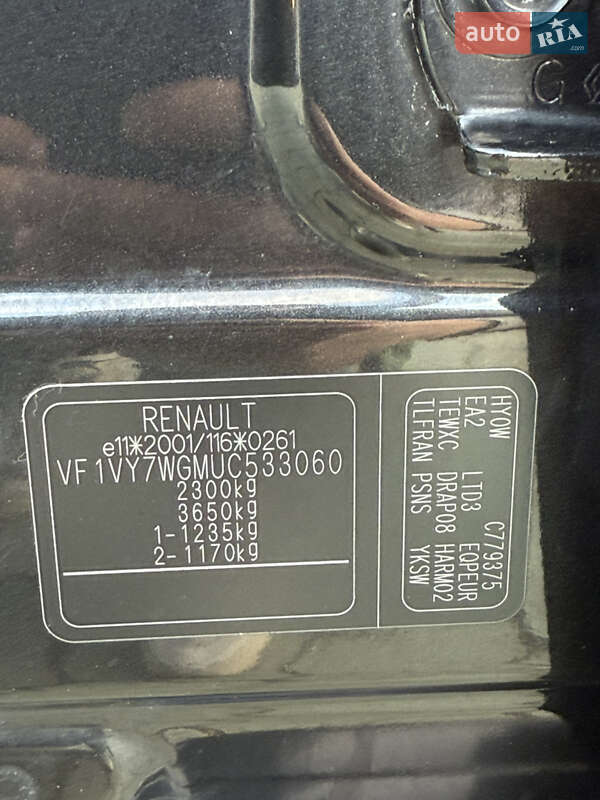 auto RIA.com
G
RENAULT
e11*2001/116*0261
VF1VY7WGMUC533060
2300kg
3650kg
1-1235kg
2-1170kg
HYOW C779375
EA2 LTD3 EQPEUR
TEWXC DRAP08 HARM02
TLFRAN PSNS YKSW